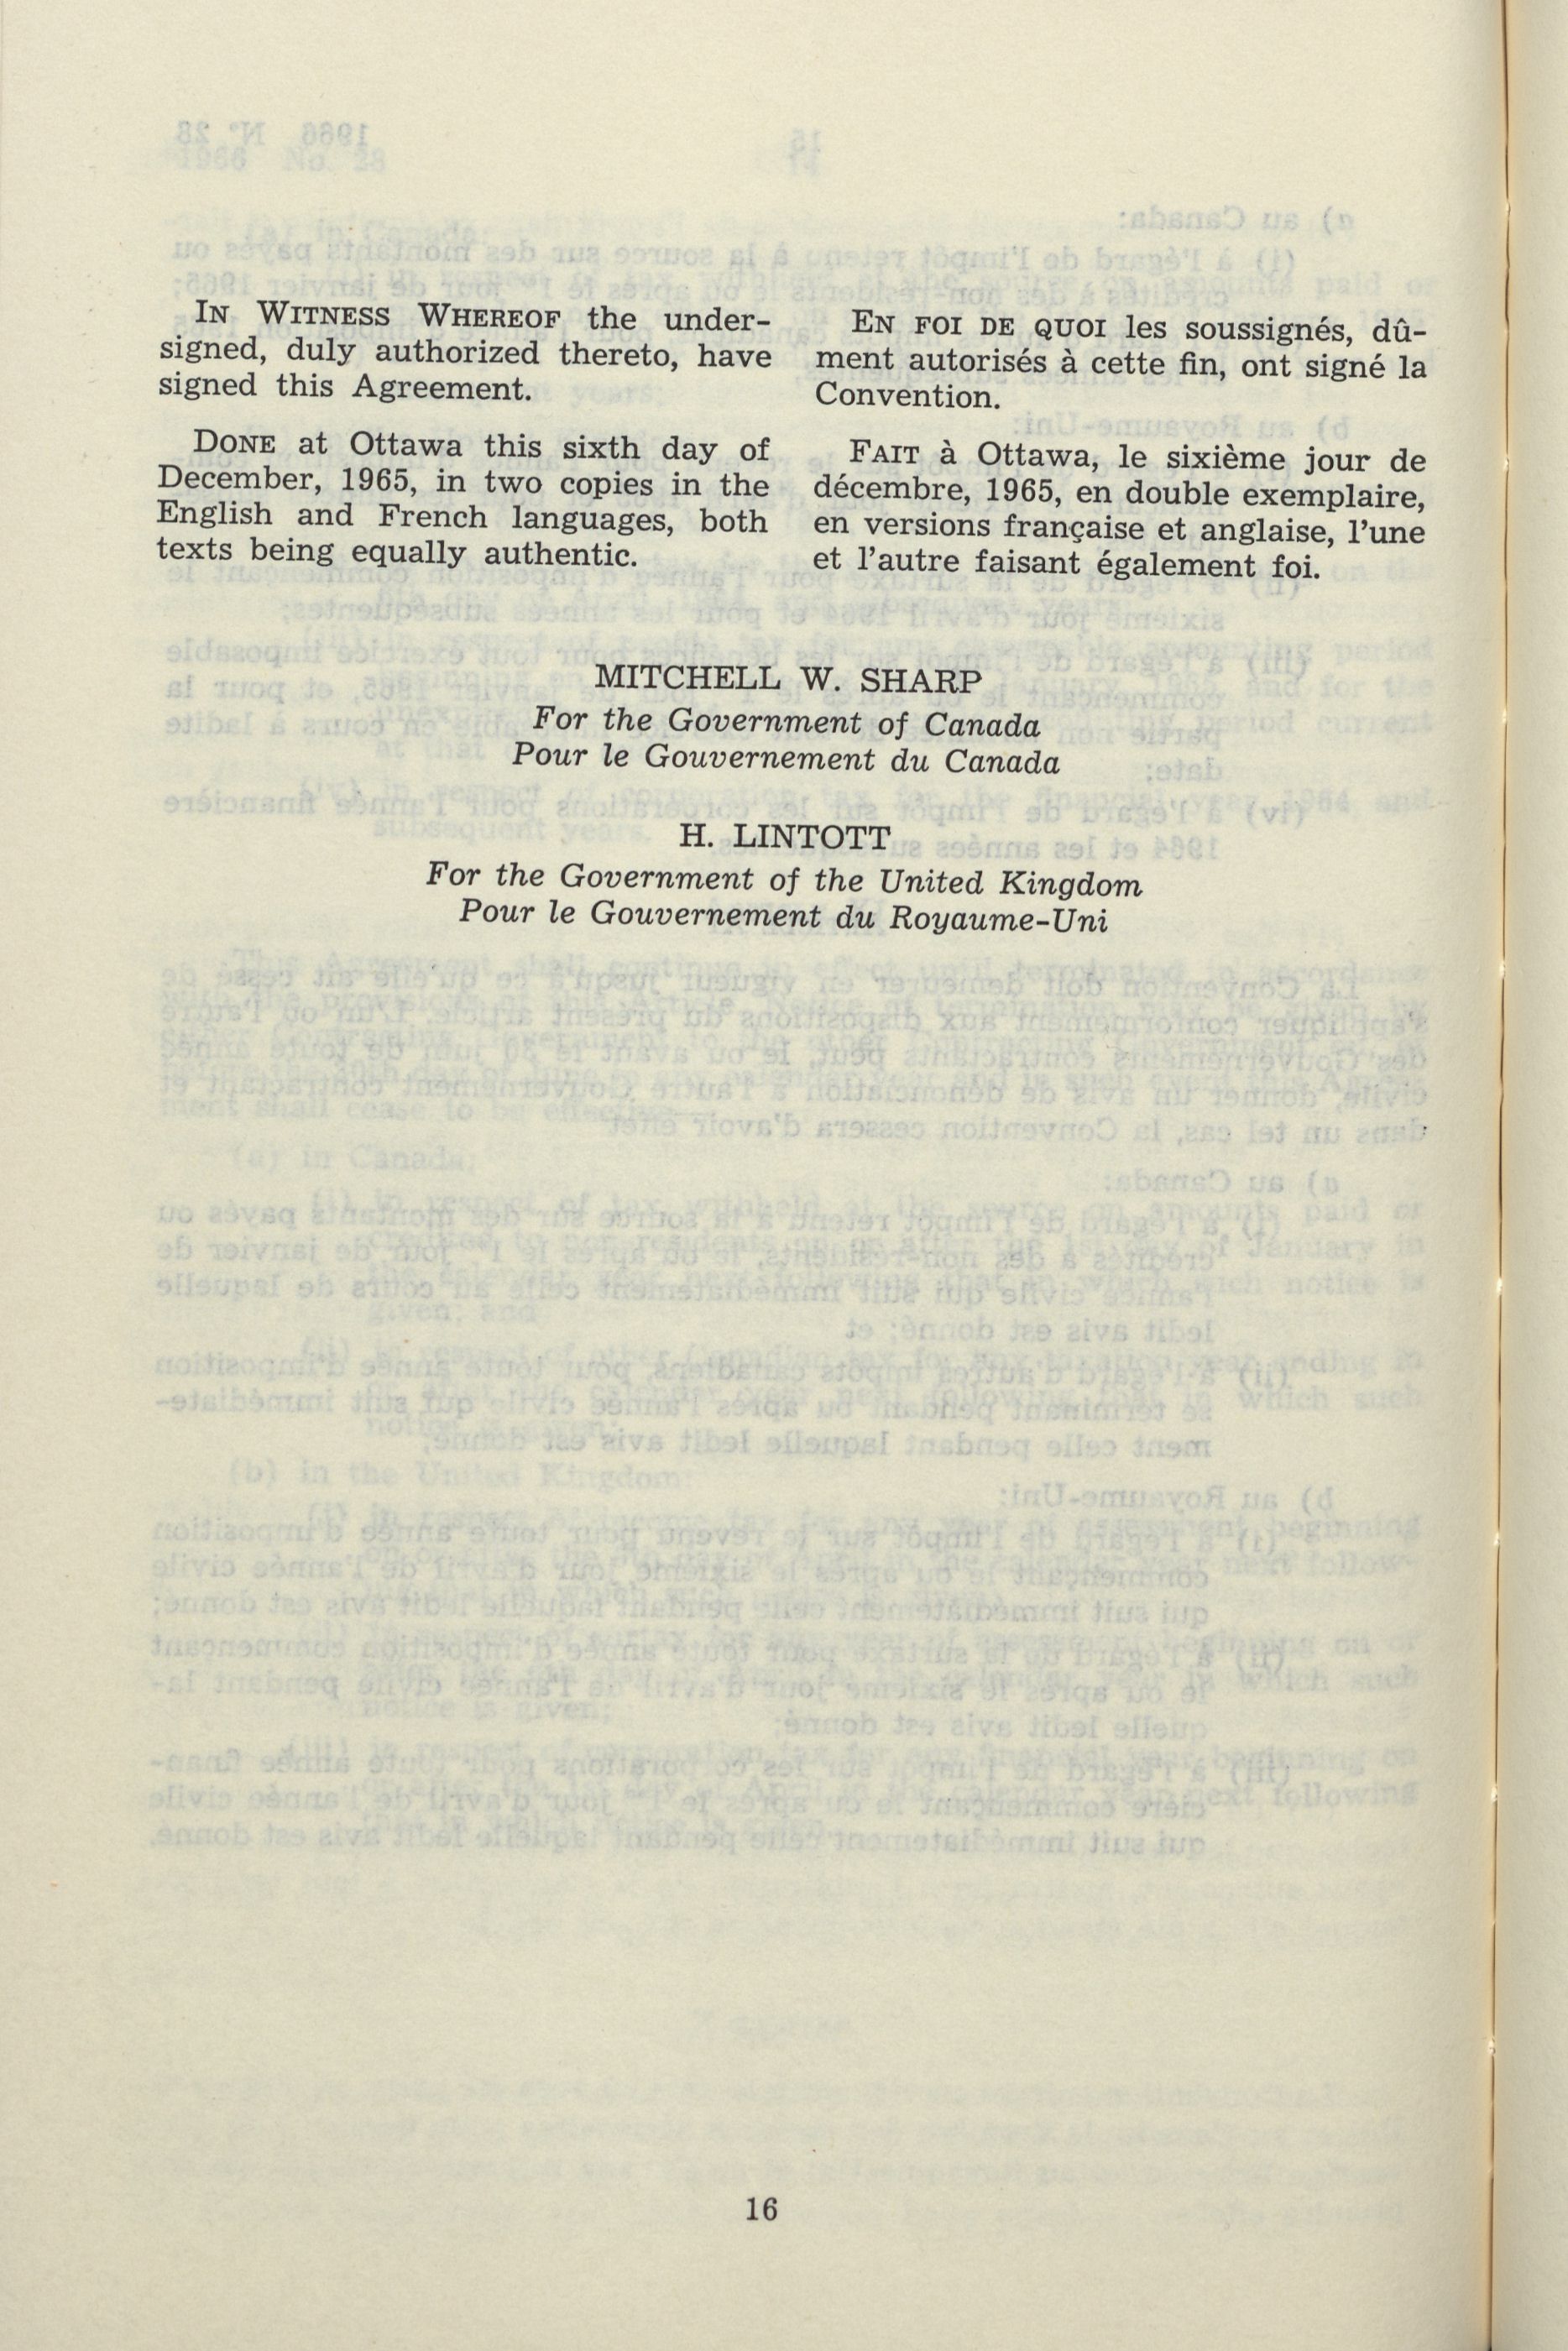 IN WITNESS WHEREOF the under-
signed, duly authorized thereto, have
signed this Agreement.
DONE at Ottawa this sixth day of
December, 1965, in two copies in the
English and French languages, both
texts being equally authentic.
EN FOI DE QUOI les soussignés, dû-
ment autorisés à cette fin, ont signé la
Convention.
FAIT à Ottawa, le sixième jour de
décembre, 1965, en double exemplaire,
en versions française et anglaise, l'une
et l'autre faisant également foi.
MITCHELL W. SHARP
For the Government of Canada
Pour le Gouvernement du Canada
H. LINTOTT
For the Government of the United Kingdom
Pour le Gouvernement du Royaume-Uni
16